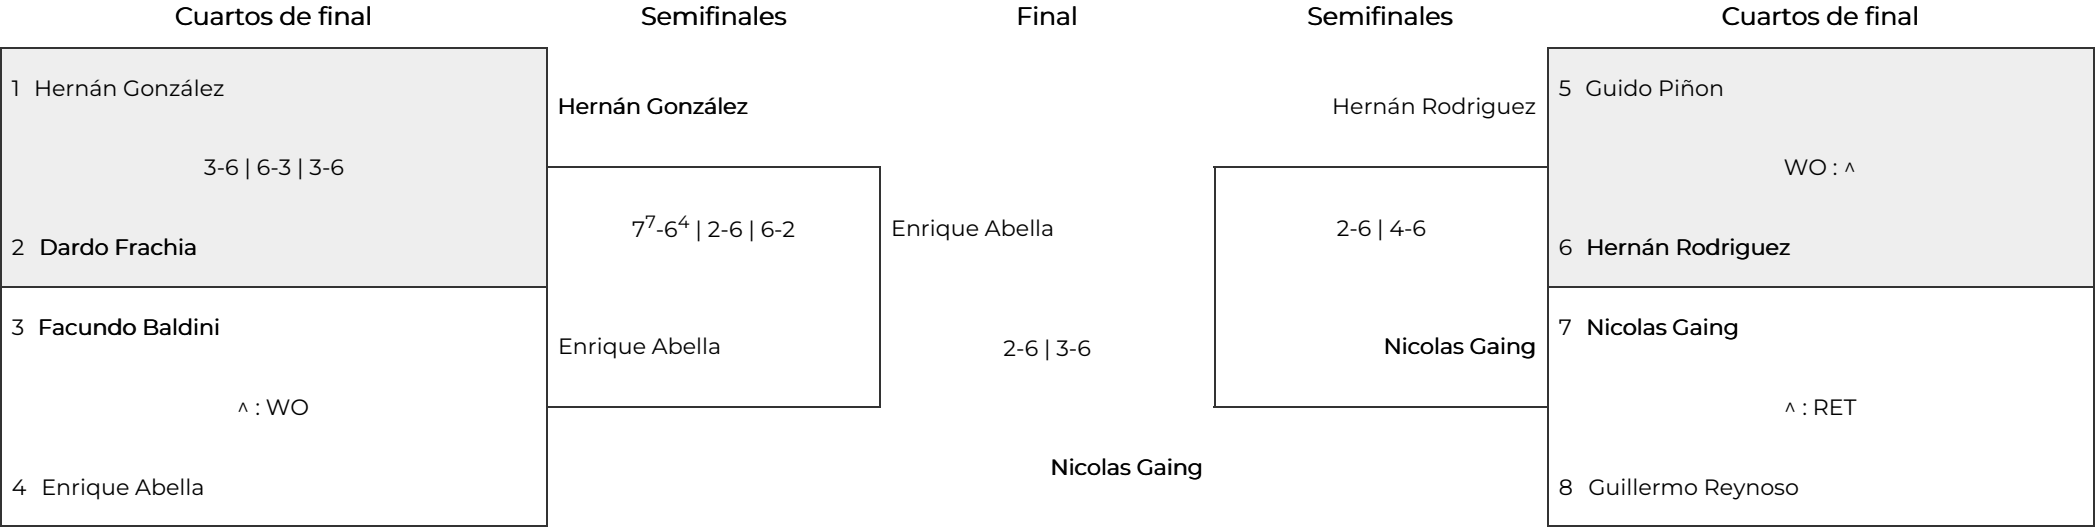 Cuartos de final
Semifinales
Final
Semifinales
Cuartos de final
1 Hernán González
3-6 | 6-3 | 3-6
2 Dardo Frachia
3 Facundo Baldini
^ : WO
4 Enrique Abella
Hernán González
7⁷-6⁴ | 2-6 | 6-2
Enrique Abella
Enrique Abella
2-6 | 3-6
Nicolas Gaing
Hernán Rodriguez
2-6 | 4-6
Nicolas Gaing
5 Guido Piñon
WO : ^
6 Hernán Rodriguez
7 Nicolas Gaing
^ : RET
8 Guillermo Reynoso